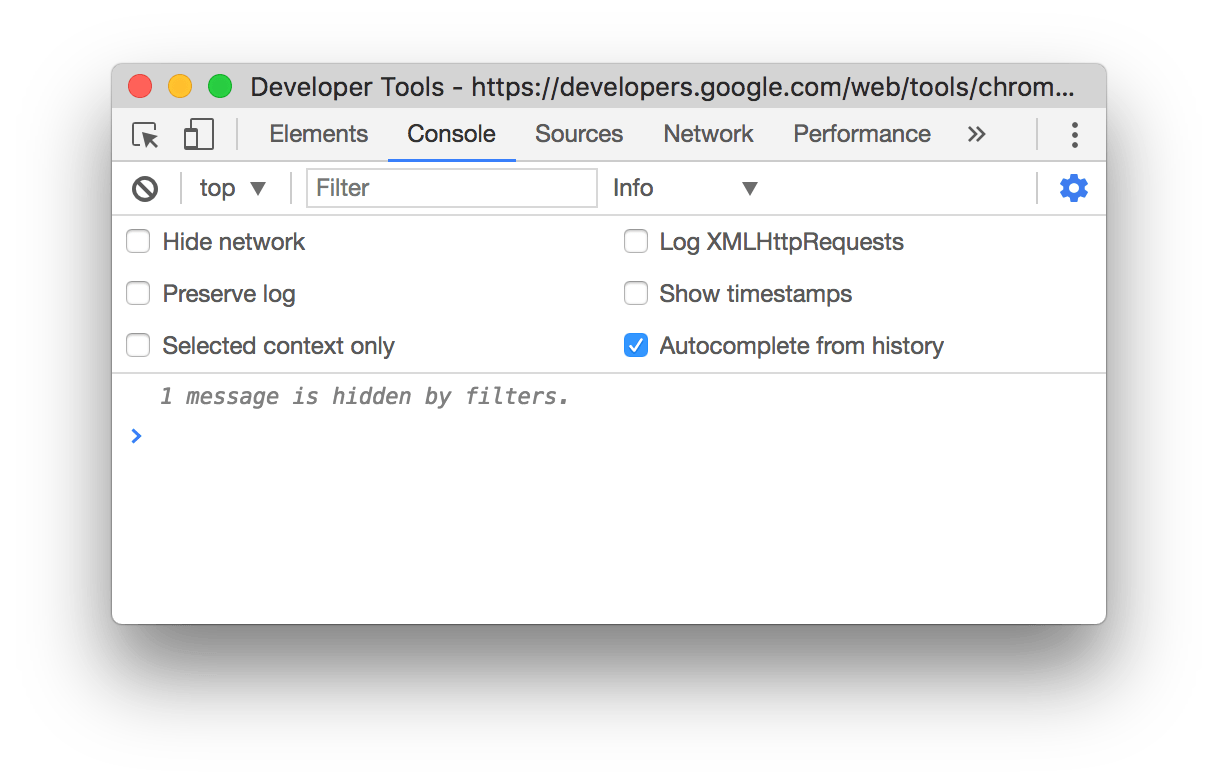 Developer Tools - https://developers.google.com/web/tools/chrom...
Elements Console Sources Network Performance »
top ▼ Filter Info ▼
Hide network Log XMLHttpRequests
Preserve log Show timestamps
Selected context only Autocomplete from history
1 message is hidden by filters.
>